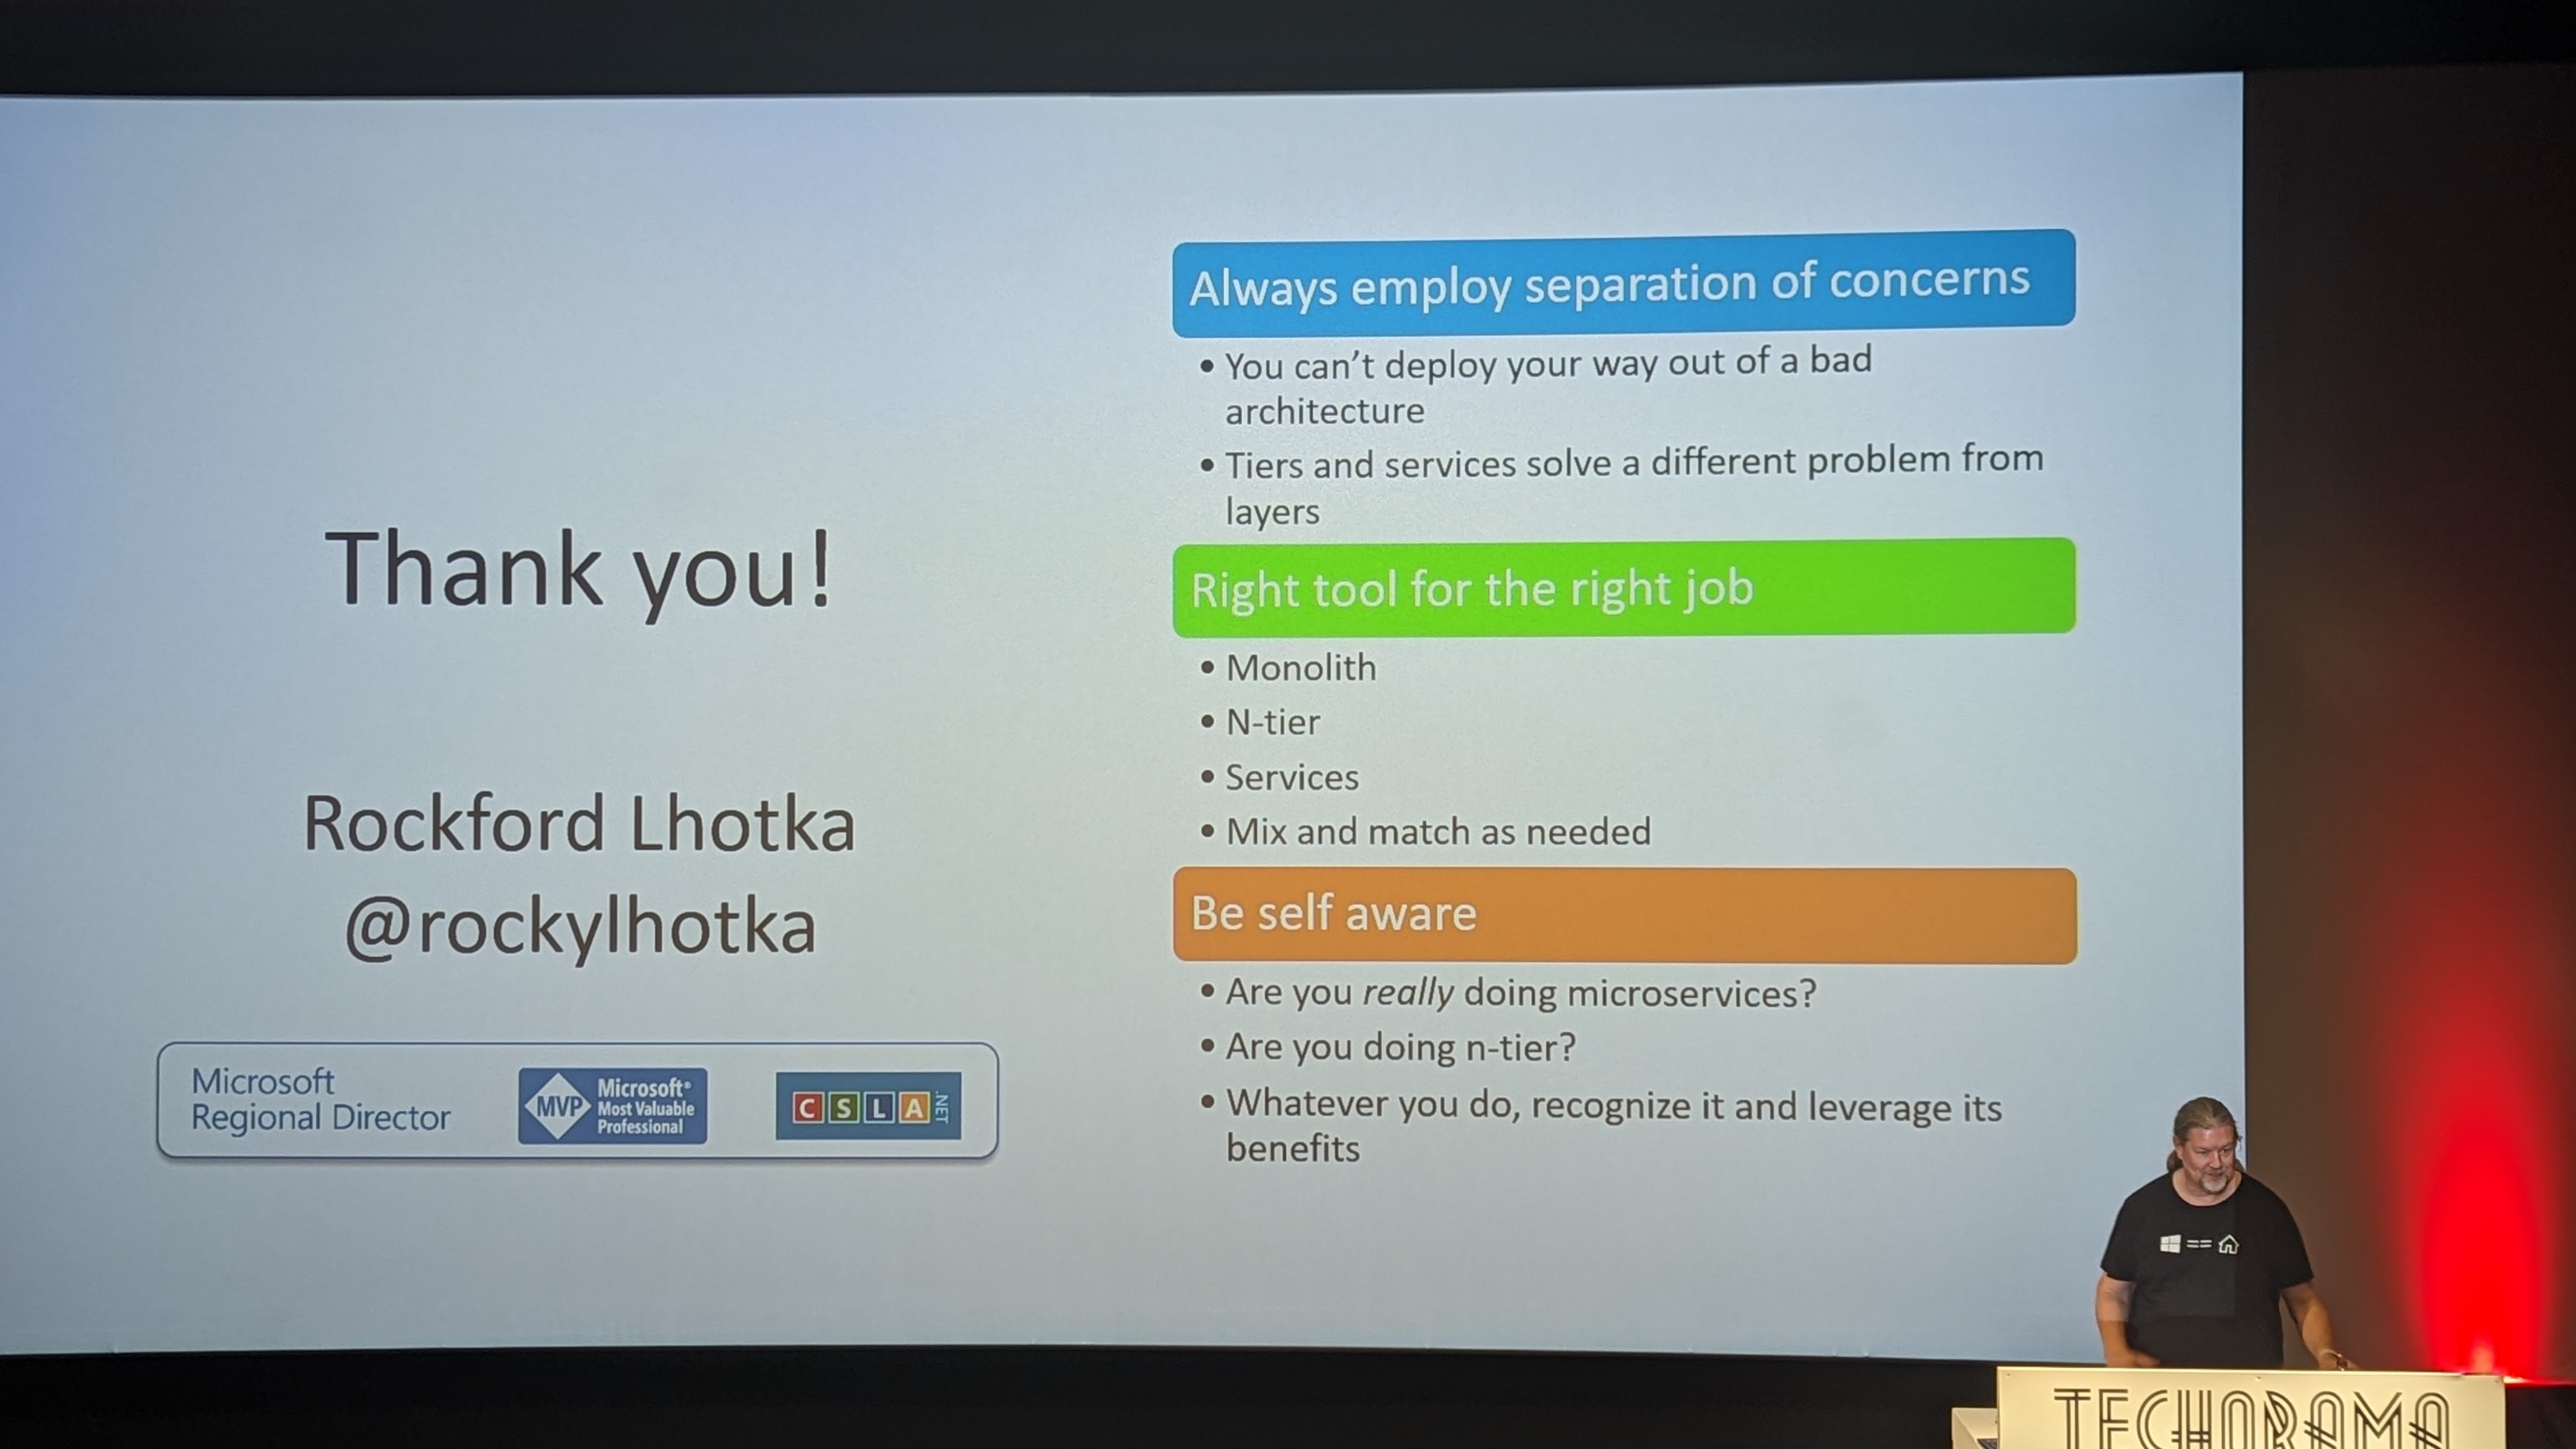 Thank you!
Rockford Lhotka
@rockylhotka
Microsoft
Regional Director
MVP
Microsoft®
Most Valuable
Professional
CSLA .NET
Always employ separation of concerns
• You can’t deploy your way out of a bad
architecture
• Tiers and services solve a different problem from
layers
Right tool for the right job
• Monolith
• N-tier
• Services
• Mix and match as needed
Be self aware
• Are you really doing microservices?
• Are you doing n-tier?
• Whatever you do, recognize it and leverage its
benefits
==
TECHORAMA